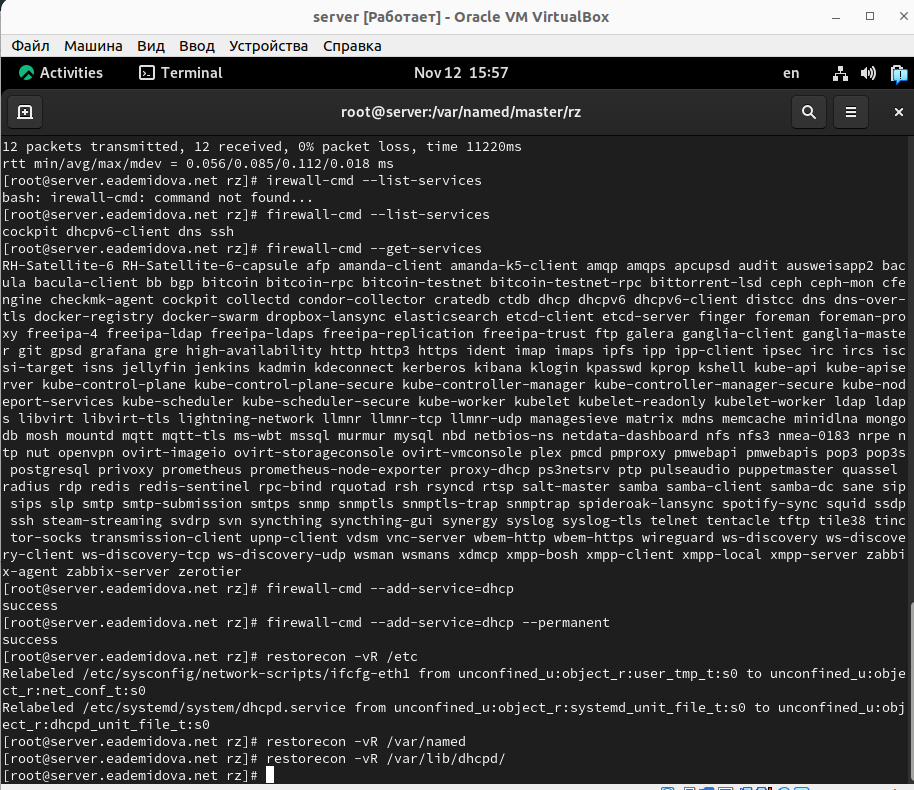 server [Работает] - Oracle VM VirtualBox
Файл Машина Вид Ввод Устройства Справка
Activities Terminal Nov 12 15:57 en
root@server:/var/named/master/rz
12 packets transmitted, 12 received, 0% packet loss, time 11220ms
rtt min/avg/max/mdev = 0.056/0.085/0.112/0.018 ms
[root@server.eademidova.net rz]# irewall-cmd --list-services
bash: irewall-cmd: command not found...
[root@server.eademidova.net rz]# firewall-cmd --list-services
cockpit dhcpv6-client dns ssh
[root@server.eademidova.net rz]# firewall-cmd --get-services
RH-Satellite-6 RH-Satellite-6-capsule afp amanda-client amanda-k5-client amqp amqps apcupsd audit ausweisapp2 bac
ula bacula-client bb bgp bitcoin bitcoin-rpc bitcoin-testnet bitcoin-testnet-rpc bittorrent-lsd ceph ceph-mon cfe
ngine checkmk-agent cockpit collectd condor-collector cratedb ctdb dhcp dhcpv6 dhcpv6-client distcc dns dns-over-
tls docker-registry docker-swarm dropbox-lansync elasticsearch etcd-client etcd-server finger foreman foreman-pro
xy freeipa-4 freeipa-ldap freeipa-ldaps freeipa-replication freeipa-trust ftp galera ganglia-client ganglia-maste
r git gpsd grafana gre high-availability http http3 https ident imap imaps ipfs ipp ipp-client ipsec irc ircs isc
si-target isns jellyfin jenkins kadmin kdeconnect kerberos kibana klogin kpasswd kprop kshell kube-api kube-apise
rver kube-control-plane kube-control-plane-secure kube-controller-manager kube-controller-manager-secure kube-nod
eport-services kube-scheduler kube-scheduler-secure kube-worker kubelet kubelet-readonly kubelet-worker ldap ldap
s libvirt libvirt-tls lightning-network llmnr llmnr-tcp llmnr-udp managesieve matrix mdns memcache minidlna mongo
db mosh mountd mqtt mqtt-tls ms-wbt mssql murmur mysql nbd netbios-ns netdata-dashboard nfs nfs3 nmea-0183 nrpe n
tp nut openvpn ovirt-imageio ovirt-storageconsole ovirt-vmconsole plex pmcd pmproxy pmwebapi pmwebapis pop3 pop3s
postgresql privoxy prometheus prometheus-node-exporter proxy-dhcp ps3netsrv ptp pulseaudio puppetmaster quassel
radius rdp redis redis-sentinel rpc-bind rquotad rsh rsyncd rtsp salt-master samba samba-client samba-dc sane sip
sips slp smtp smtp-submission smtps snmp snmptls snmptls-trap snmptrap spideroak-lansync spotify-sync squid ssdp
ssh steam-streaming svdrp svn syncthing syncthing-gui synergy syslog syslog-tls telnet tentacle tftp tile38 tinc
tor-socks transmission-client upnp-client vdsm vnc-server wbem-http wbem-https wireguard ws-discovery ws-discove
ry-client ws-discovery-tcp ws-discovery-udp wsman wsmans xdmcp xmpp-bosh xmpp-client xmpp-local xmpp-server zabbi
x-agent zabbix-server zerotier
[root@server.eademidova.net rz]# firewall-cmd --add-service=dhcp
success
[root@server.eademidova.net rz]# firewall-cmd --add-service=dhcp --permanent
success
[root@server.eademidova.net rz]# restorecon -vR /etc
Relabeled /etc/sysconfig/network-scripts/ifcfg-eth1 from unconfined_u:object_r:user_tmp_t:s0 to unconfined_u:obje
ct_r:net_conf_t:s0
Relabeled /etc/systemd/system/dhcpd.service from unconfined_u:object_r:systemd_unit_file_t:s0 to unconfined_u:obj
ect_r:dhcpd_unit_file_t:s0
[root@server.eademidova.net rz]# restorecon -vR /var/named
[root@server.eademidova.net rz]# restorecon -vR /var/lib/dhcpd/
[root@server.eademidova.net rz]#